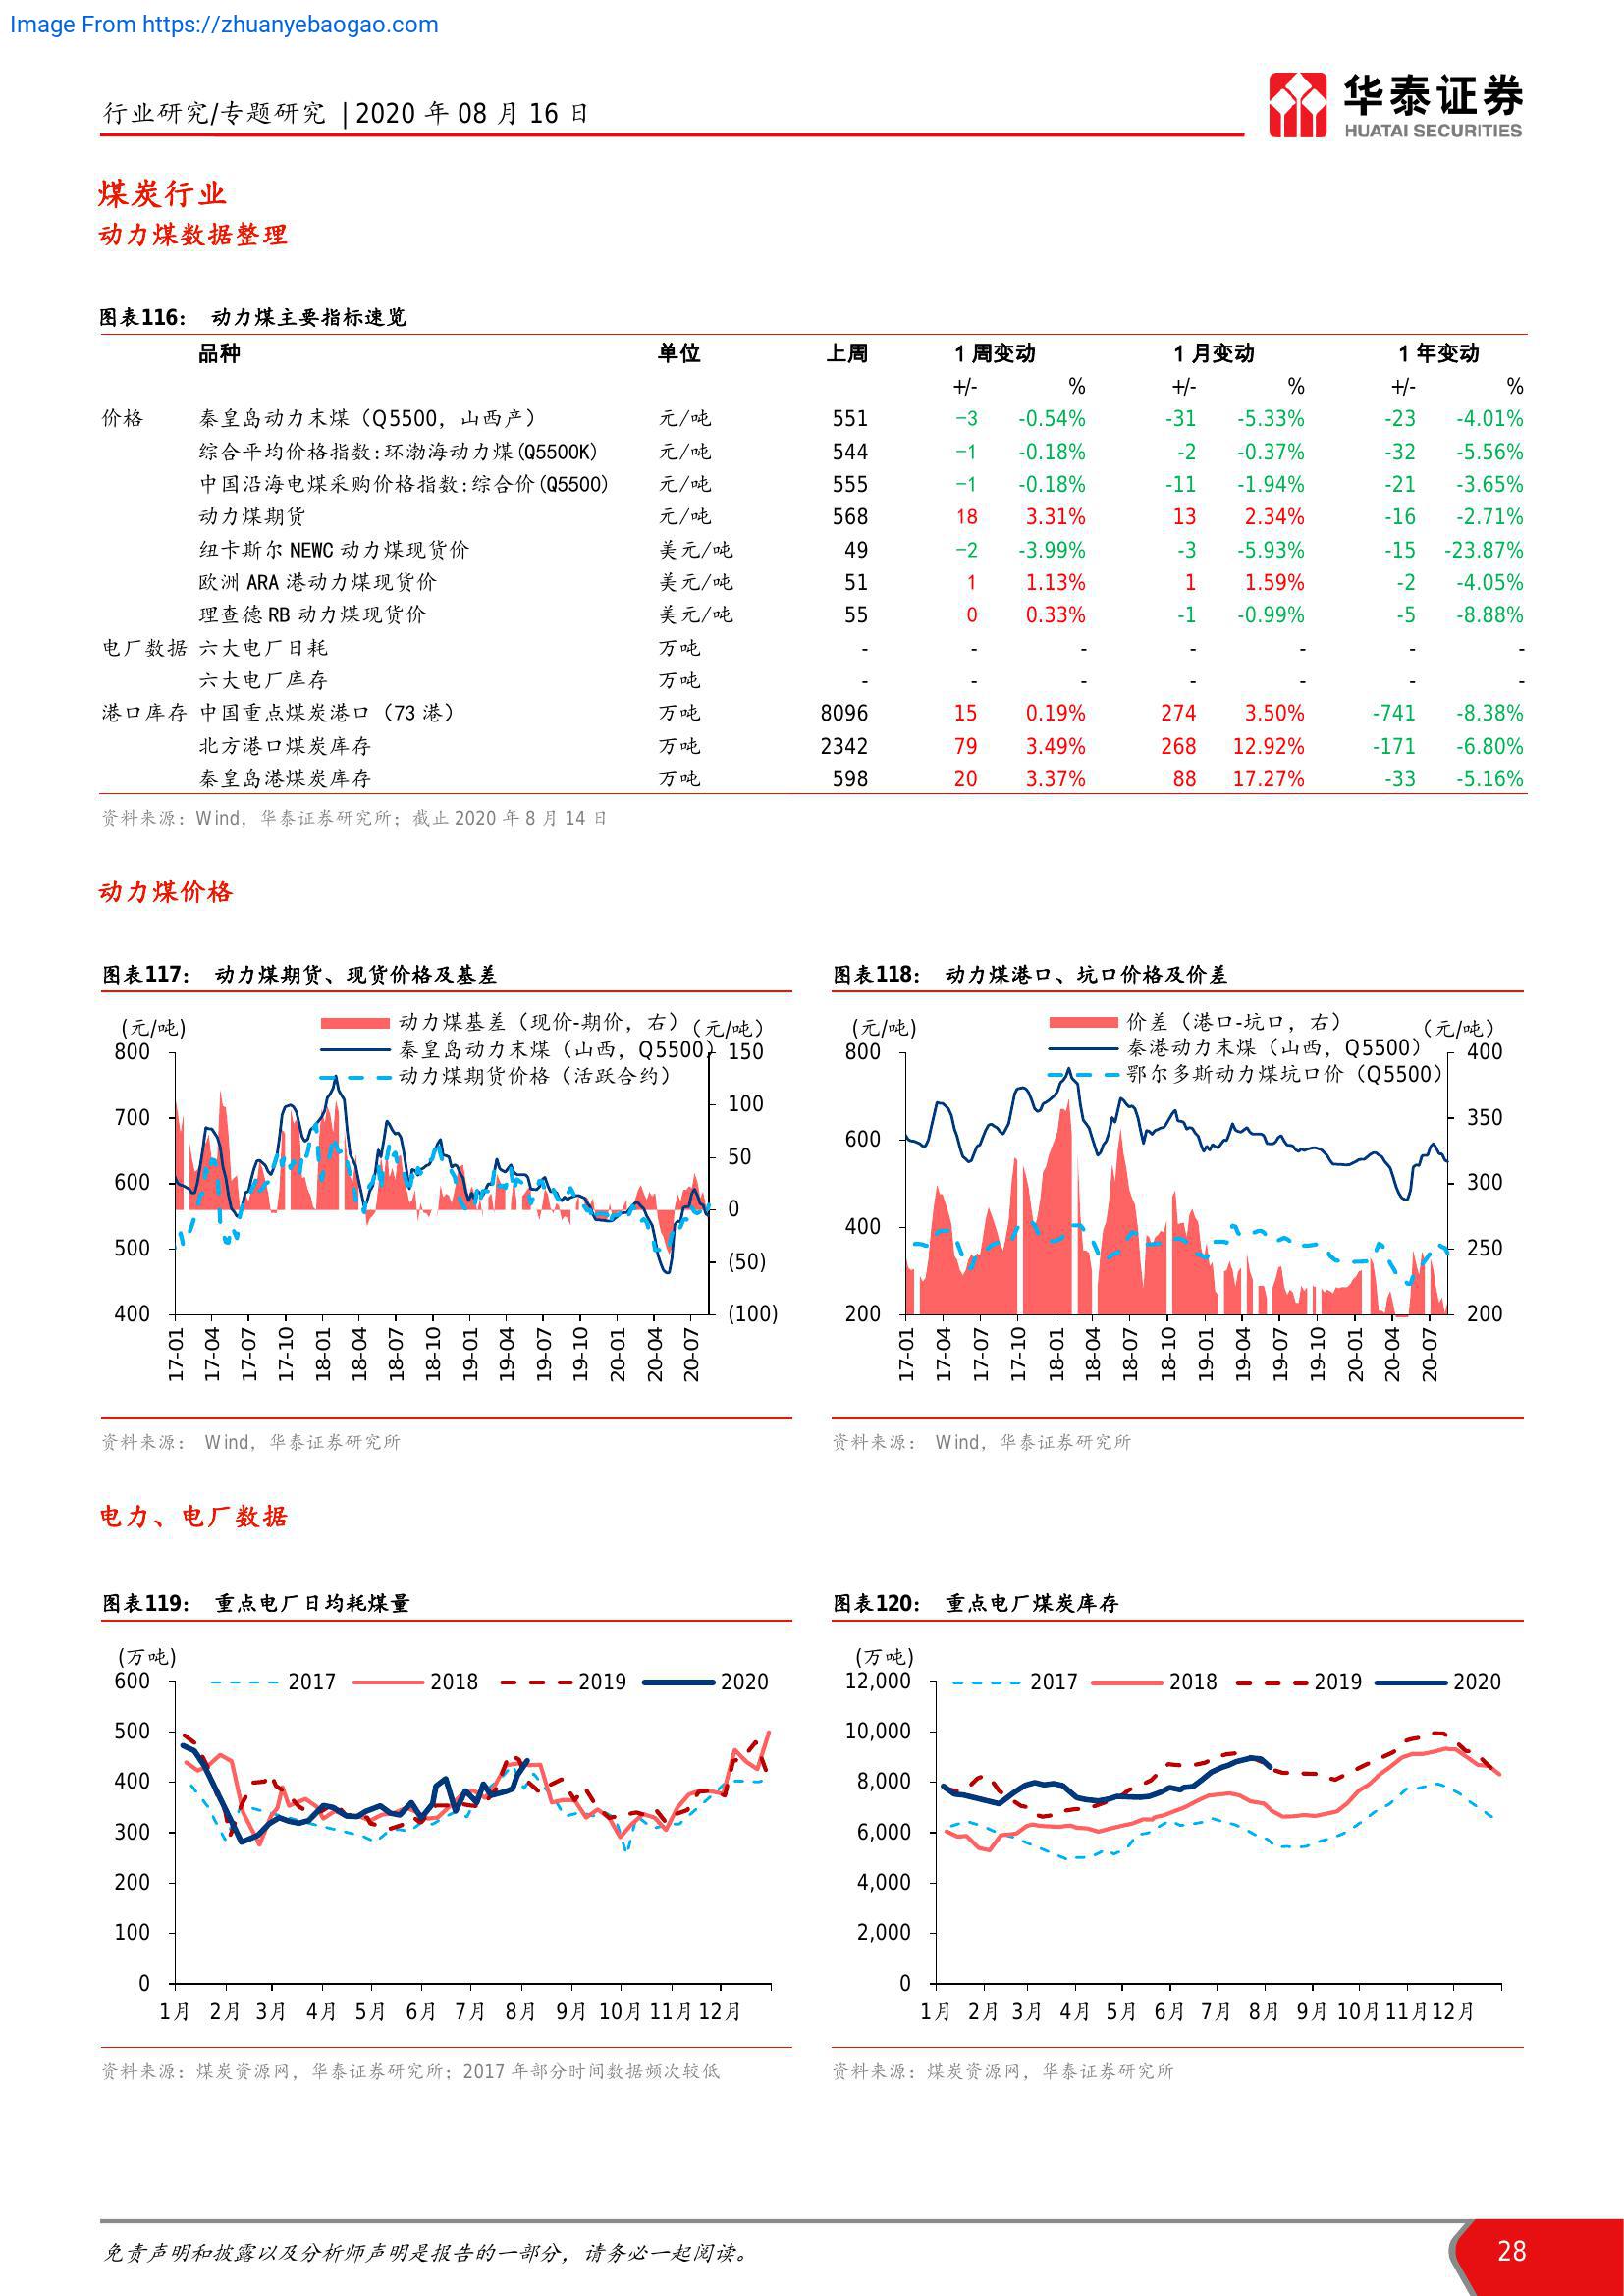 Image From https://zhuanyebaogao.com
行业研究/专题研究 | 2020 年 08 月 16 日
华泰证券
HUATAI SECURITIES
煤炭行业
动力煤数据整理
图表116： 动力煤主要指标速览
品种 单位 上周 1 周变动 1 月变动 1 年变动
+/- % +/- % +/- %
价格 秦皇岛动力末煤（Q5500，山西产） 元/吨 551 −3 -0.54% -31 -5.33% -23 -4.01%
综合平均价格指数:环渤海动力煤(Q5500K) 元/吨 544 −1 -0.18% -2 -0.37% -32 -5.56%
中国沿海电煤采购价格指数:综合价(Q5500) 元/吨 555 −1 -0.18% -11 -1.94% -21 -3.65%
动力煤期货 元/吨 568 18 3.31% 13 2.34% -16 -2.71%
纽卡斯尔 NEWC 动力煤现货价 美元/吨 49 −2 -3.99% -3 -5.93% -15 -23.87%
欧洲 ARA 港动力煤现货价 美元/吨 51 1 1.13% 1 1.59% -2 -4.05%
理查德 RB 动力煤现货价 美元/吨 55 0 0.33% -1 -0.99% -5 -8.88%
电厂数据 六大电厂日耗 万吨 - - - - - - -
六大电厂库存 万吨 - - - - - - -
港口库存 中国重点煤炭港口（73 港） 万吨 8096 15 0.19% 274 3.50% -741 -8.38%
北方港口煤炭库存 万吨 2342 79 3.49% 268 12.92% -171 -6.80%
秦皇岛港煤炭库存 万吨 598 20 3.37% 88 17.27% -33 -5.16%
资料来源：Wind，华泰证券研究所；截止 2020 年 8 月 14 日
动力煤价格
图表117： 动力煤期货、现货价格及基差
(元/吨)
动力煤基差（现价-期价，右）
(元/吨)
秦皇岛动力末煤（山西，Q5500）
动力煤期货价格（活跃合约）
800
700
600
500
400
150
100
50
0
(50)
(100)
17-01 17-04 17-07 17-10 18-01 18-04 18-07 18-10 19-01 19-04 19-07 19-10 20-01 20-04 20-07
资料来源： Wind，华泰证券研究所
图表118： 动力煤港口、坑口价格及价差
(元/吨)
价差（港口-坑口，右）
(元/吨)
秦港动力末煤（山西，Q5500）
鄂尔多斯动力煤坑口价（Q5500）
800
600
400
200
400
350
300
250
200
17-01 17-04 17-07 17-10 18-01 18-04 18-07 18-10 19-01 19-04 19-07 19-10 20-01 20-04 20-07
资料来源： Wind，华泰证券研究所
电力、电厂数据
图表119： 重点电厂日均耗煤量
(万吨)
2017 2018 2019 2020
600
500
400
300
200
100
0
1月 2月 3月 4月 5月 6月 7月 8月 9月 10月 11月 12月
资料来源：煤炭资源网，华泰证券研究所；2017 年部分时间数据频次较低
图表120： 重点电厂煤炭库存
(万吨)
2017 2018 2019 2020
12,000
10,000
8,000
6,000
4,000
2,000
0
1月 2月 3月 4月 5月 6月 7月 8月 9月 10月 11月 12月
资料来源：煤炭资源网，华泰证券研究所
免责声明和披露以及分析师声明是报告的一部分，请务必一起阅读。
28